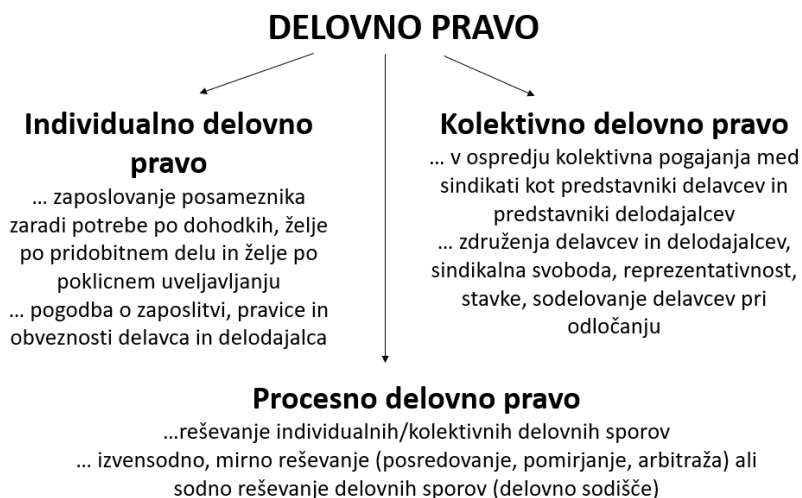 DELOVNO PRAVO
Individualno delovno
pravo
... zaposlovanje posameznika
zaradi potrebe po dohodkih, želje
po pridobitnem delu in želje po
poklicnem uveljavljanju
... pogodba o zaposlitvi, pravice in
obveznosti delavca in delodajalca
Kolektivno delovno pravo
... v ospredju kolektivna pogajanja med
sindikati kot predstavniki delavcev in
predstavniki delodajalcev
... združenja delavcev in delodajalcev,
sindikalna svoboda, reprezentativnost,
stavke, sodelovanje delavcev pri
odločanju
Procesno delovno pravo
...reševanje individualnih/kolektivnih delovnih sporov
... izvensodno, mirno reševanje (posredovanje, pomirjanje, arbitraža) ali
sodno reševanje delovnih sporov (delovno sodišče)